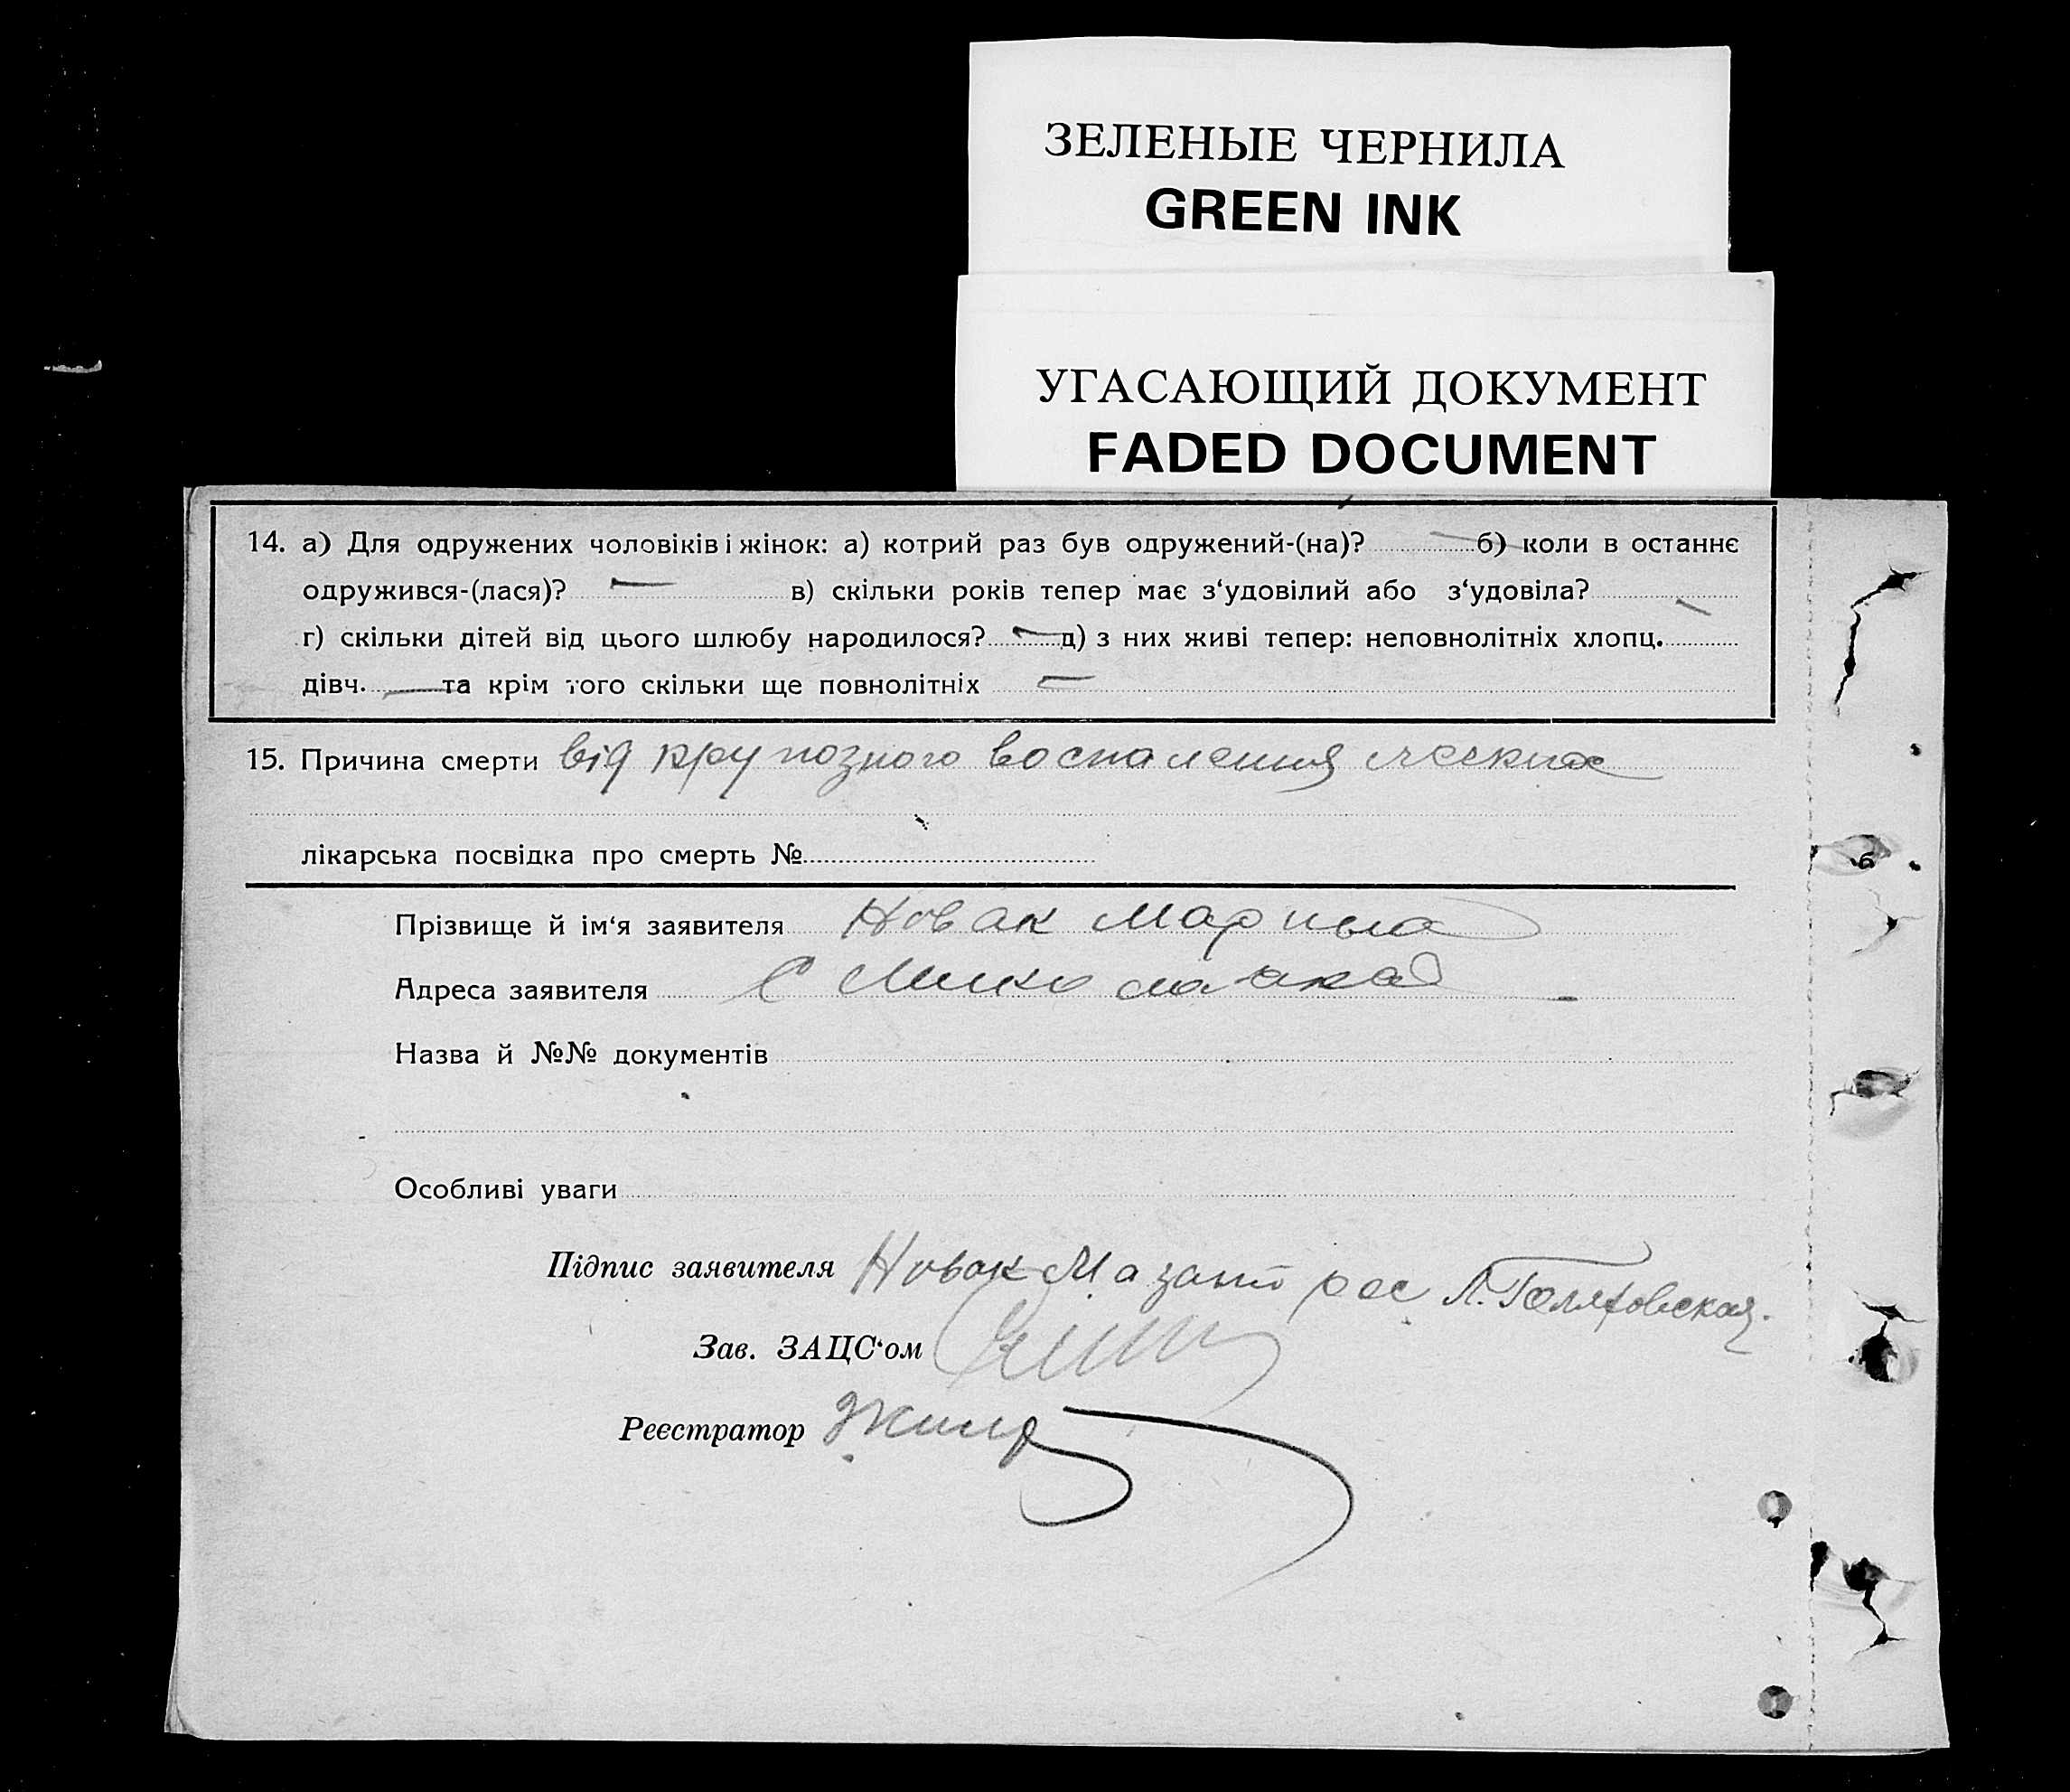 ЗЕЛЕНЫЕ ЧЕРНИЛА
GREEN INK
УГАСАЮЩИЙ ДОКУМЕНТ
FADED DOCUMENT
14. а) Для одружених чоловіків і жінок: а) котрий раз був одружений-(на)? — б) коли в останнє
одружився-(лася)? — в) скільки років тепер має з‘удовілий або з‘удовіла? —
г) скільки дітей від цього шлюбу народилося? — д) з них живі тепер: неповнолітніх хлопц.
дівч. — та крім того скільки ще повнолітніх —
15. Причина смерти від крупозного воспалення легких
лікарська посвідка про смерть №
Прізвище й ім‘я заявителя Новак Марина
Адреса заявителя С
Назва й №№ документів
Особливі уваги
Підпис заявителя Новак М а
Зав. ЗАЦС‘ом
Реєстратор